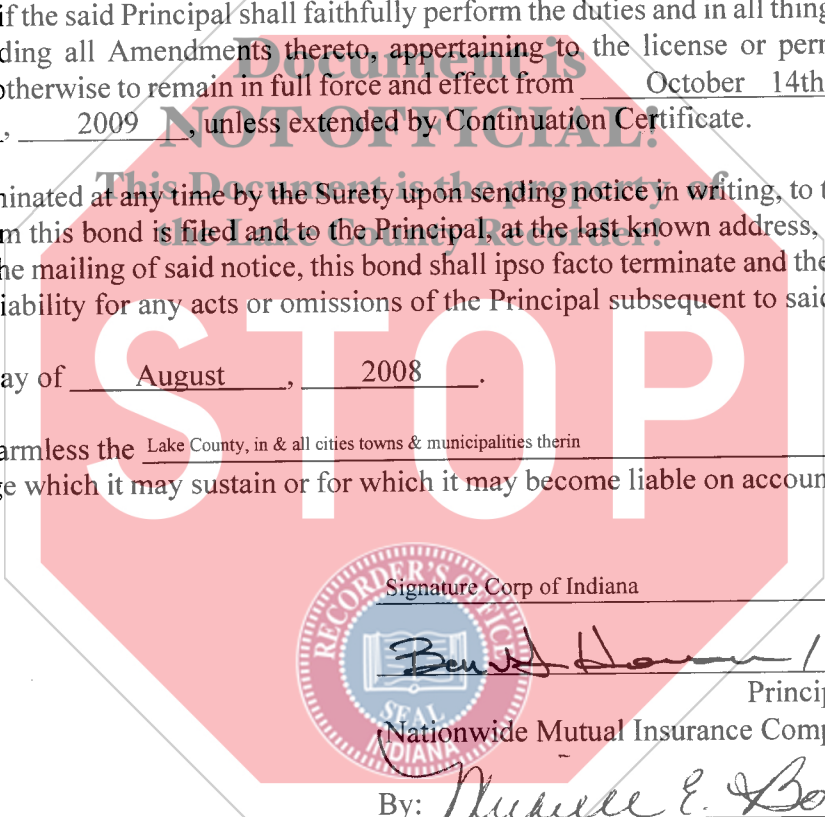 if the said Principal shall faithfully perform the duties and in all thing
ding all Amendments thereto, appertaining to the license or perr
otherwise to remain in full force and effect from October 14th
, 2009 , unless extended by Continuation Certificate.
Document is
NOT OFFICIAL!
This Document is the property of
the Lake County Recorder!
ninated at any time by the Surety upon sending notice in writing, to t
m this bond is filed and to the Principal, at the last known address,
he mailing of said notice, this bond shall ipso facto terminate and the
iability for any acts or omissions of the Principal subsequent to said
STOP
ay of August , 2008 .
armless the Lake County, in & all cities towns & municipalities therin
ge which it may sustain or for which it may become liable on accoun
Signature Corp of Indiana
RECORDER'S OFFICE
SEAL
INDIANA
Princip
Nationwide Mutual Insurance Comp
By: